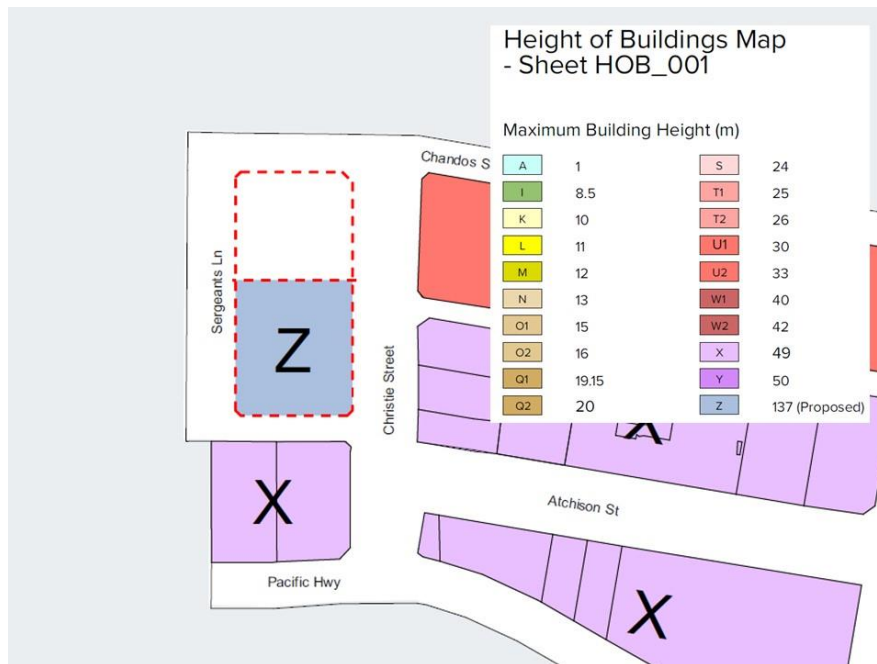 Height of Buildings Map
- Sheet HOB_001
Maximum Building Height (m)
A 1
I 8.5
K 10
L 11
M 12
N 13
O1 15
O2 16
Q1 19.15
Q2 20
S 24
T1 25
T2 26
U1 30
U2 33
W1 40
W2 42
X 49
Y 50
Z 137 (Proposed)
Chandos S
Sergeants Ln
Z
Christie Street
X
X
Atchison St
Pacific Hwy
X